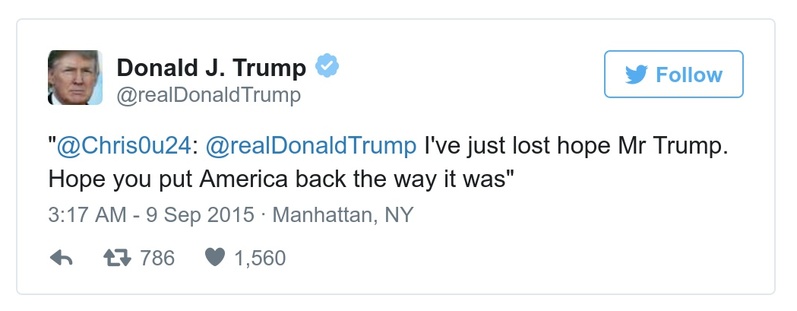 Donald J. Trump
@realDonaldTrump
Follow
"@Chris0u24: @realDonaldTrump I've just lost hope Mr Trump.
Hope you put America back the way it was"
3:17 AM - 9 Sep 2015 · Manhattan, NY
786 1,560